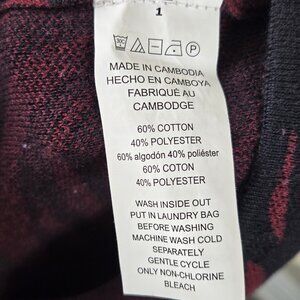 1
MADE IN CAMBODIA
HECHO EN CAMBOYA
FABRIQUÉ AU
CAMBODGE
60% COTTON
40% POLYESTER
60% algodón 40% poliéster
60% COTON
40% POLYESTER
WASH INSIDE OUT
PUT IN LAUNDRY BAG
BEFORE WASHING
MACHINE WASH COLD
SEPARATELY
GENTLE CYCLE
ONLY NON-CHLORINE
BLEACH